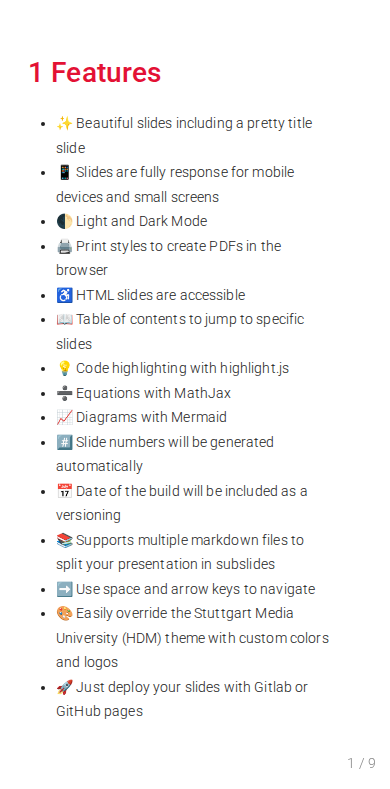 1 Features
• ✨ Beautiful slides including a pretty title
slide
• 📱 Slides are fully response for mobile
devices and small screens
• 🌓 Light and Dark Mode
• 🖨️ Print styles to create PDFs in the
browser
• ♿ HTML slides are accessible
• 📖 Table of contents to jump to specific
slides
• 💡 Code highlighting with highlight.js
• ➗ Equations with MathJax
• 📈 Diagrams with Mermaid
• #️⃣ Slide numbers will be generated
automatically
• 📅 Date of the build will be included as a
versioning
• 📚 Supports multiple markdown files to
split your presentation in subslides
• ➡️ Use space and arrow keys to navigate
• 🎨 Easily override the Stuttgart Media
University (HDM) theme with custom colors
and logos
• 🚀 Just deploy your slides with Gitlab or
GitHub pages
1 / 9